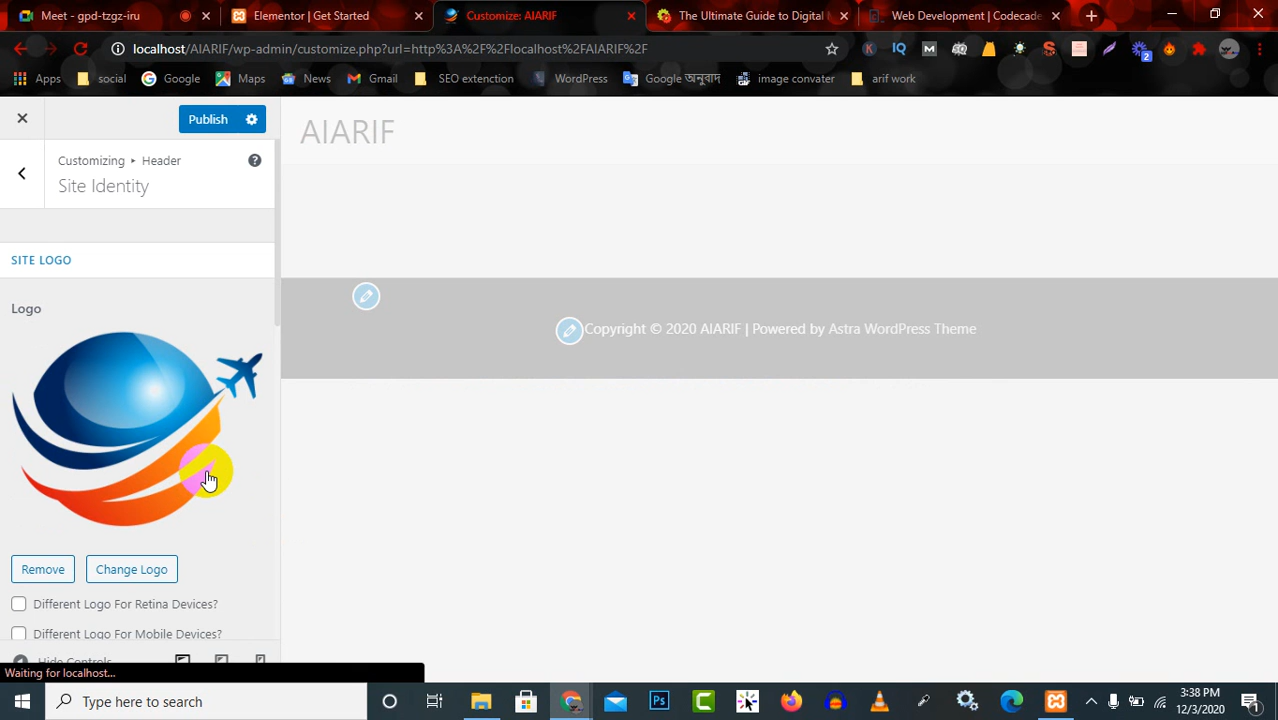 Meet - gpd-tzgz-iru
Elementor | Get Started
Customize: AIARIF
The Ultimate Guide to Digital M
Web Development | Codecade
localhost/AIARIF/wp-admin/customize.php?url=http%3A%2F%2Flocalhost%2FAIARIF%2F
Apps social Google Maps News Gmail SEO extenction WordPress Google অনুবাদ image convater arif work
Publish
Customizing ▸ Header
Site Identity
SITE LOGO
Logo
Remove
Change Logo
Different Logo For Retina Devices?
Different Logo For Mobile Devices?
Hide Controls
Waiting for localhost...
AIARIF
Copyright © 2020 AIARIF | Powered by Astra WordPress Theme
Type here to search
3:38 PM
12/3/2020